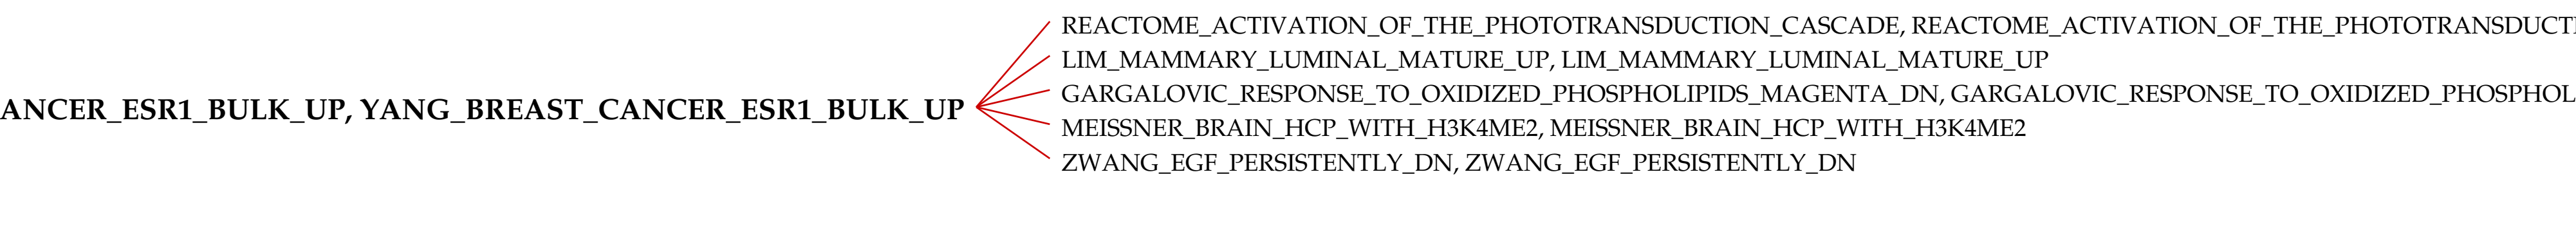 REACTOME_ACTIVATION_OF_THE_PHOTOTRANSDUCTION_CASCADE, REACTOME_ACTIVATION_OF_THE_PHOTOTRANSDUCTI
LIM_MAMMARY_LUMINAL_MATURE_UP, LIM_MAMMARY_LUMINAL_MATURE_UP
GARGALOVIC_RESPONSE_TO_OXIDIZED_PHOSPHOLIPIDS_MAGENTA_DN, GARGALOVIC_RESPONSE_TO_OXIDIZED_PHOSPHOL
ANCER_ESR1_BULK_UP, YANG_BREAST_CANCER_ESR1_BULK_UP
MEISSNER_BRAIN_HCP_WITH_H3K4ME2, MEISSNER_BRAIN_HCP_WITH_H3K4ME2
ZWANG_EGF_PERSISTENTLY_DN, ZWANG_EGF_PERSISTENTLY_DN